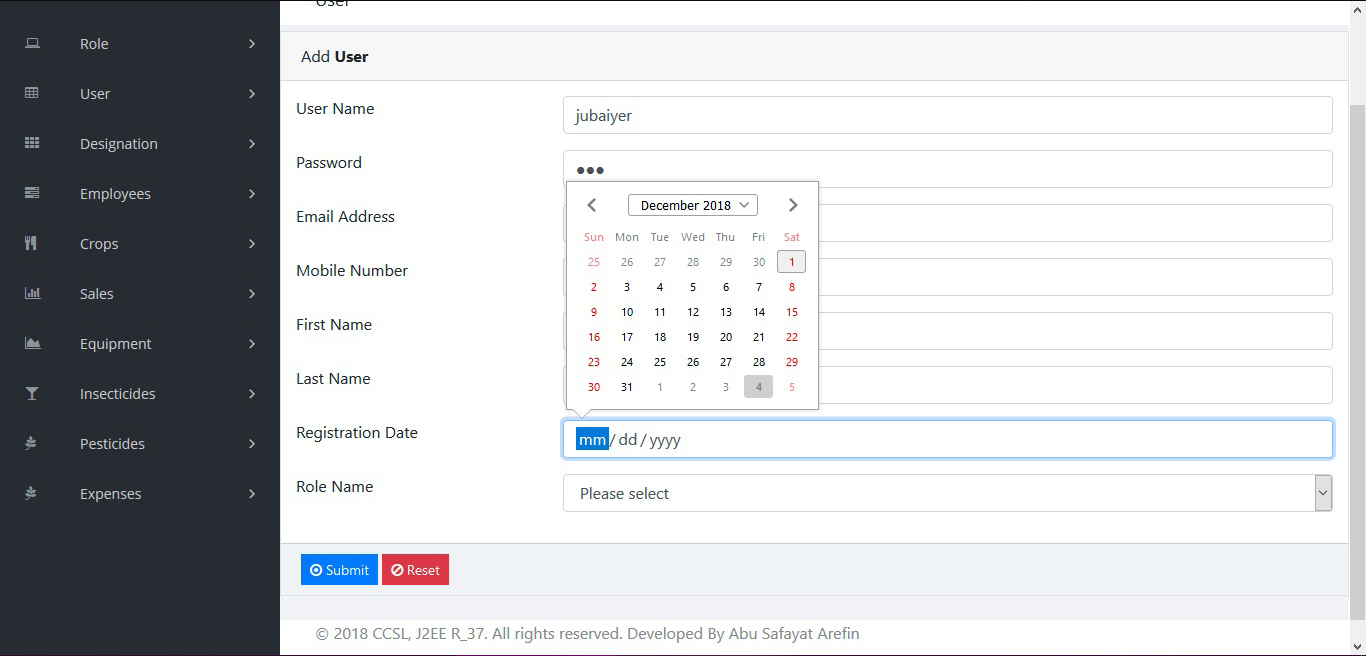 User
Role
User
Designation
Employees
Crops
Sales
Equipment
Insecticides
Pesticides
Expenses
Add User
User Name
jubaiyer
Password
●●●
Email Address
Mobile Number
First Name
Last Name
December 2018
Sun Mon Tue Wed Thu Fri Sat
25 26 27 28 29 30 1
2 3 4 5 6 7 8
9 10 11 12 13 14 15
16 17 18 19 20 21 22
23 24 25 26 27 28 29
30 31 1 2 3 4 5
Registration Date
mm / dd / yyyy
Role Name
Please select
Submit Reset
© 2018 CCSL, J2EE R_37. All rights reserved. Developed By Abu Safayat Arefin